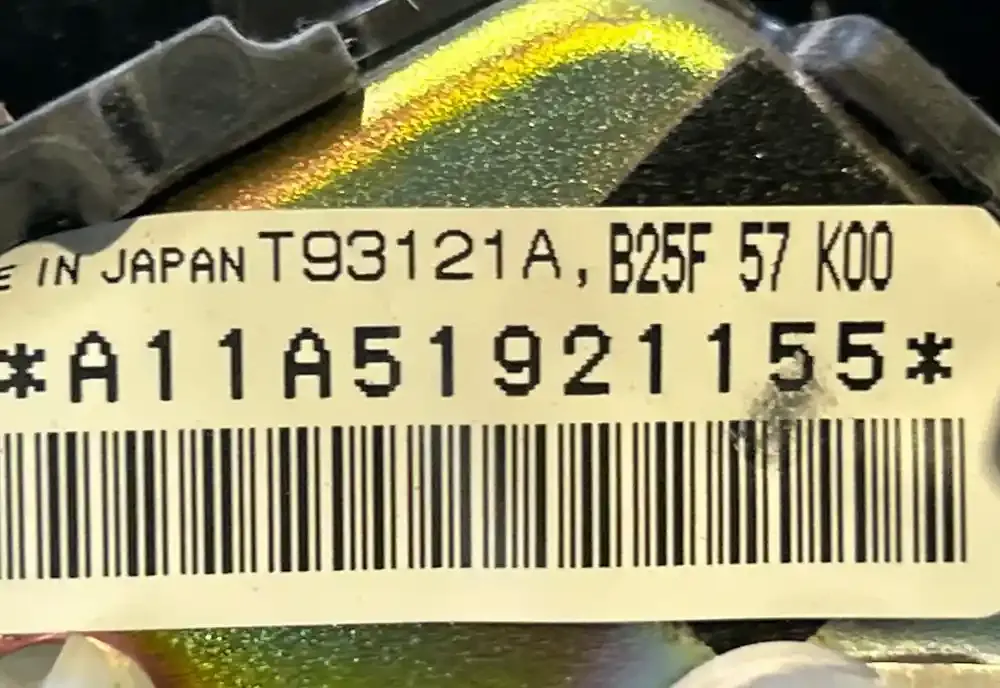 E IN JAPAN T93121A, B25F 57 K00
*A11A51921155*